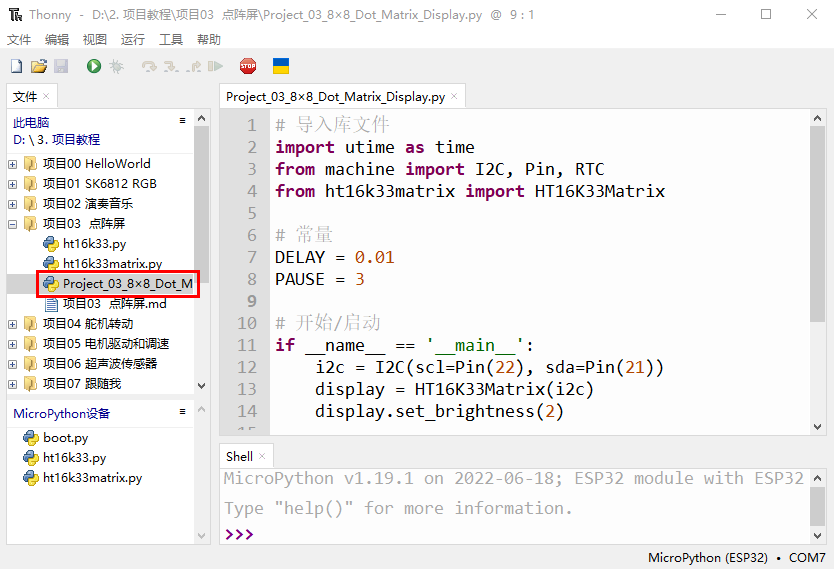 Thonny - D:\2. 项目教程\项目03 点阵屏\Project_03_8×8_Dot_Matrix_Display.py @ 9 : 1
文件 编辑 视图 运行 工具 帮助
STOP
文件 ×
此电脑
D: \ 3. 项目教程
项目00 HelloWorld
项目01 SK6812 RGB
项目02 演奏音乐
项目03 点阵屏
ht16k33.py
ht16k33matrix.py
Project_03_8×8_Dot_M
项目03 点阵屏.md
项目04 舵机转动
项目05 电机驱动和调速
项目06 超声波传感器
项目07 跟随我
MicroPython设备
boot.py
ht16k33.py
ht16k33matrix.py
Project_03_8×8_Dot_Matrix_Display.py ×
1 # 导入库文件
2 import utime as time
3 from machine import I2C, Pin, RTC
4 from ht16k33matrix import HT16K33Matrix
5
6 # 常量
7 DELAY = 0.01
8 PAUSE = 3
9
10 # 开始/启动
11 if __name__ == '__main__':
12 i2c = I2C(scl=Pin(22), sda=Pin(21))
13 display = HT16K33Matrix(i2c)
14 display.set_brightness(2)
Shell ×
MicroPython v1.19.1 on 2022-06-18; ESP32 module with ESP32
Type "help()" for more information.
>>>
MicroPython (ESP32) • COM7